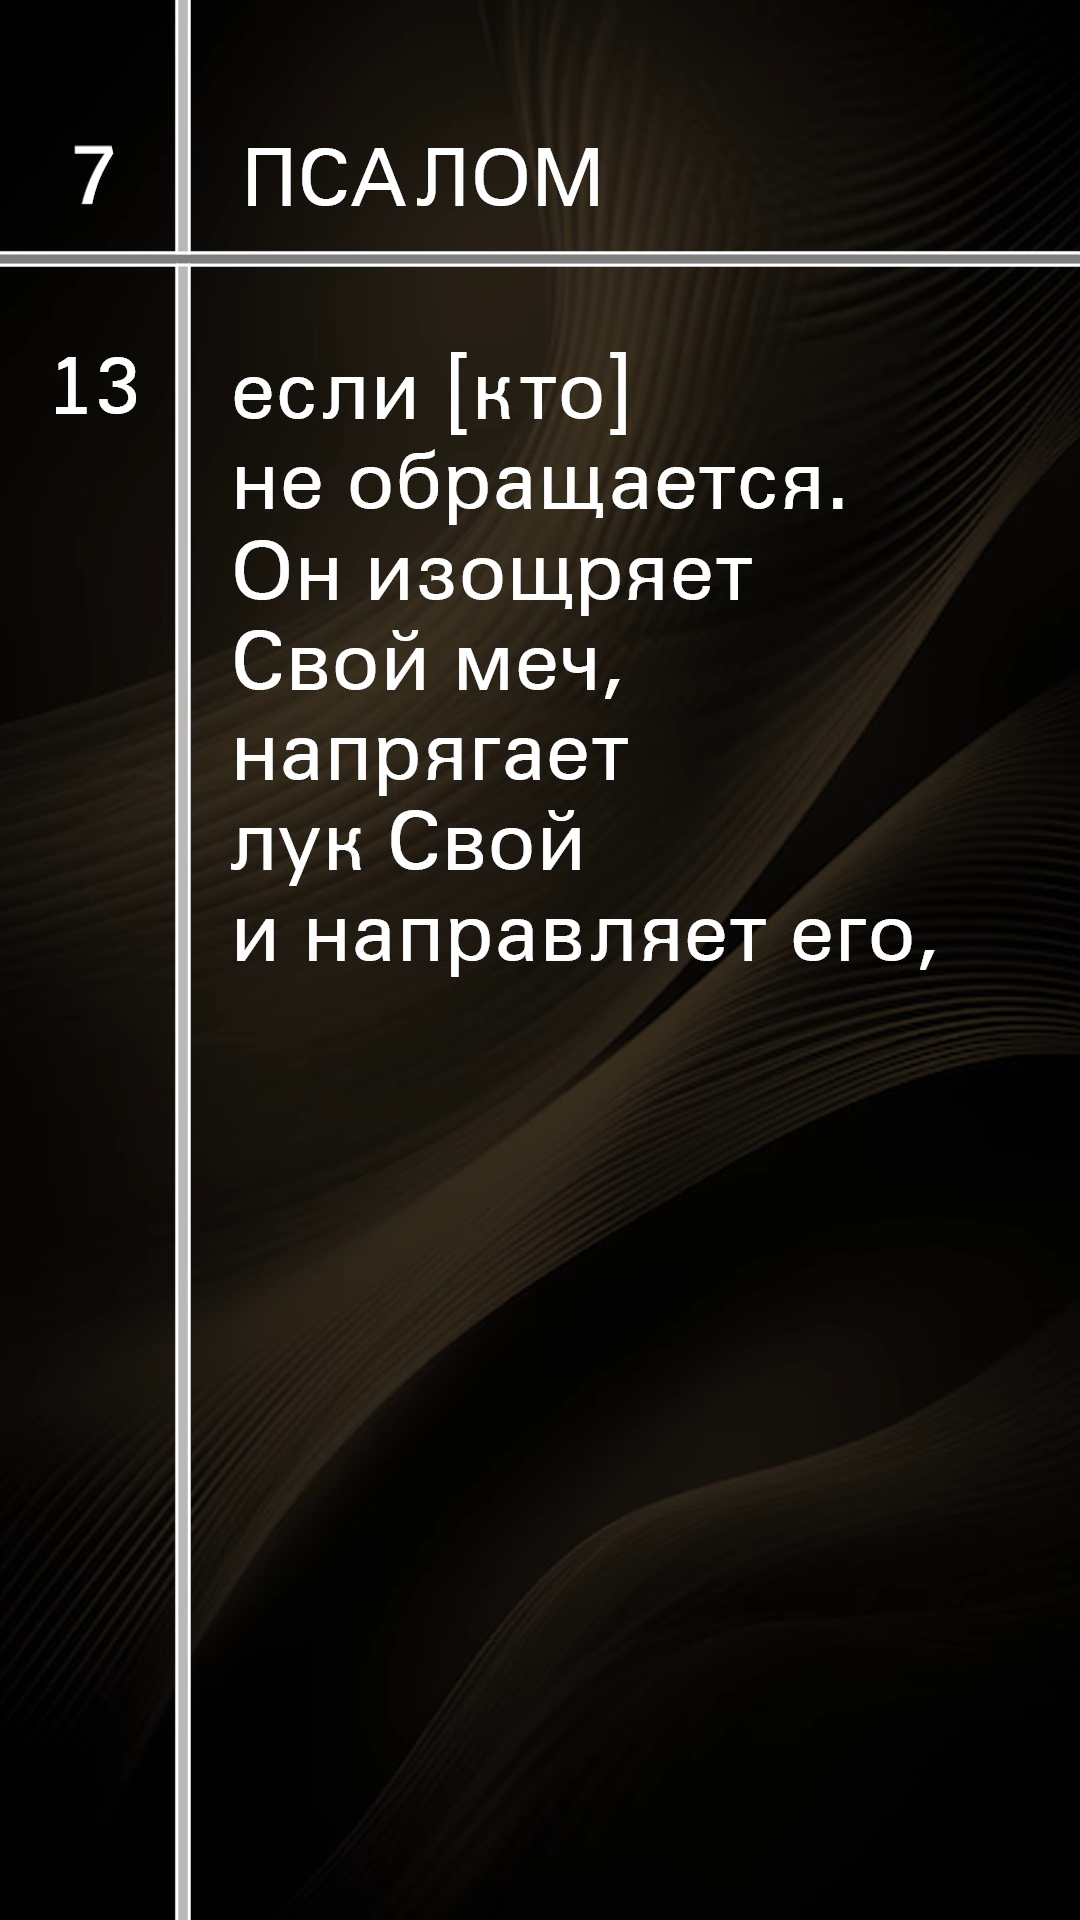 7 ПСАЛОМ
13 если [кто]
не обращается.
Он изощряет
Свой меч,
напрягает
лук Свой
и направляет его,